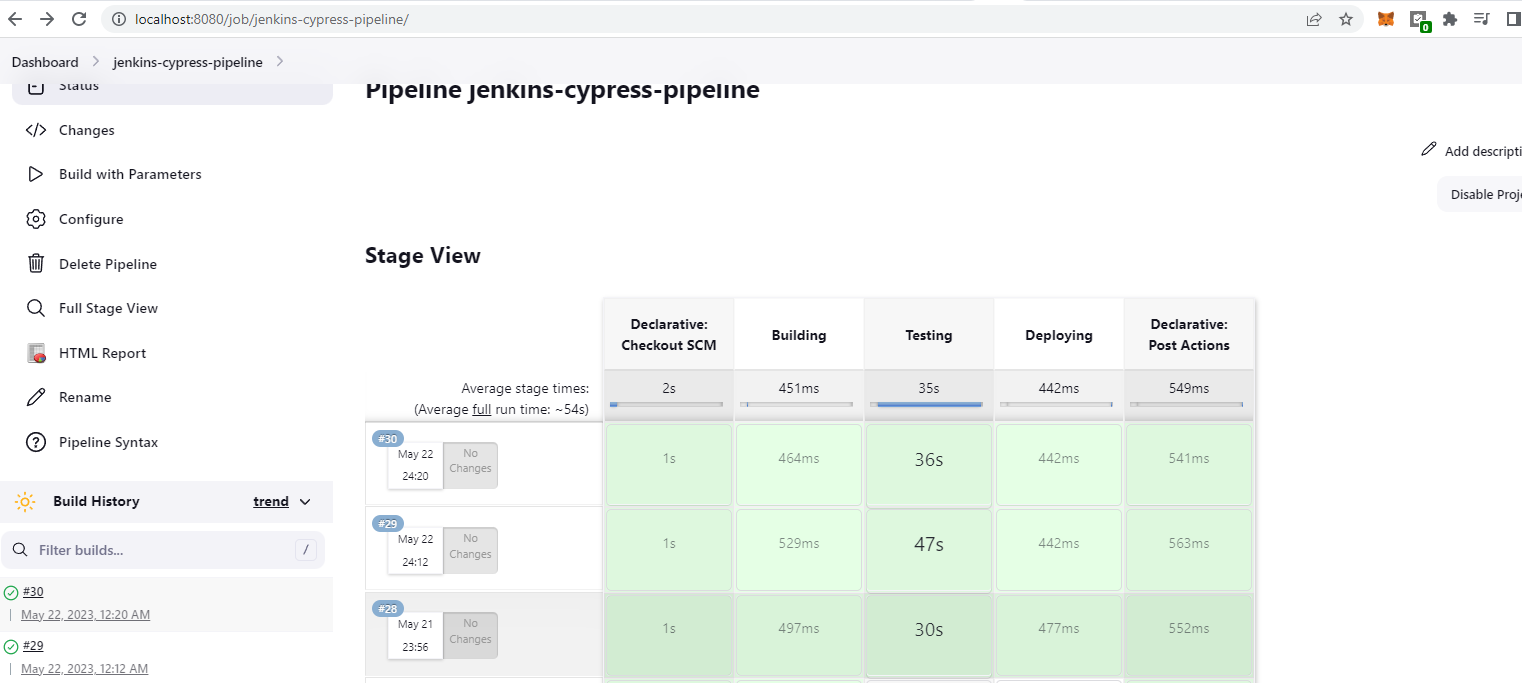 localhost:8080/job/jenkins-cypress-pipeline/
0
Dashboard
jenkins-cypress-pipeline
Status
Changes
Build with Parameters
Configure
Delete Pipeline
Full Stage View
HTML Report
Rename
Pipeline Syntax
Build History
trend
Filter builds...
/
#30
May 22, 2023, 12:20 AM
#29
May 22, 2023, 12:12 AM
Pipeline jenkins-cypress-pipeline
Add descripti
Disable Proje
Stage View
Declarative:
Checkout SCM
Building
Testing
Deploying
Declarative:
Post Actions
Average stage times:
(Average full run time: ~54s)
2s
451ms
35s
442ms
549ms
#30
May 22
24:20
No
Changes
1s
464ms
36s
442ms
541ms
#29
May 22
24:12
No
Changes
1s
529ms
47s
442ms
563ms
#28
May 21
23:56
No
Changes
1s
497ms
30s
477ms
552ms